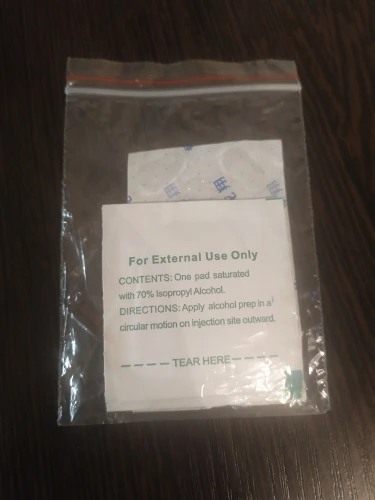 For External Use Only
CONTENTS: One pad saturated
with 70% Isopropyl Alcohol.
DIRECTIONS: Apply alcohol prep in a
circular motion on injection site outward.
TEAR HERE